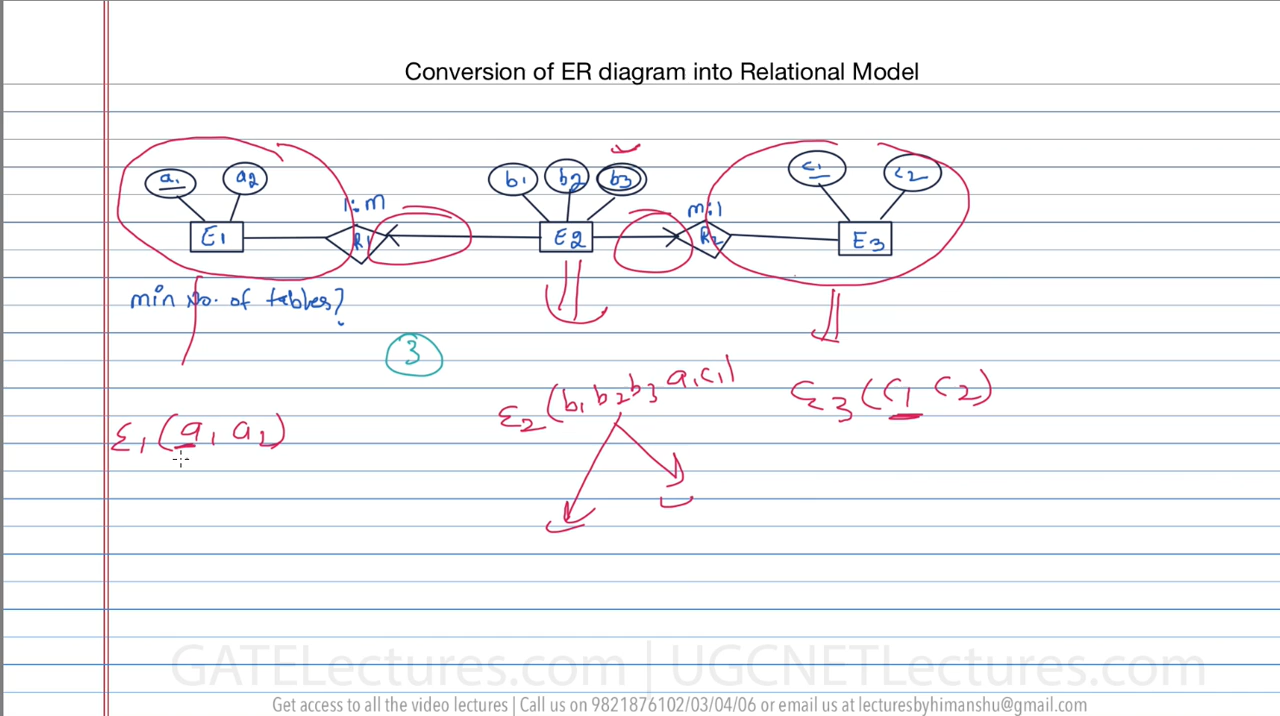 Conversion of ER diagram into Relational Model
a1 a2 b1 b2 b3 c1 c2
1:m m:1
E1 R1 E2 R2 E3
min No. of tables?
3
E1 (a1 a2) E2 (b1 b2 b3 a1 c1) E3 (c1 c2)
GATELectures.com | UGCNETLectures.com
Get access to all the video lectures | Call us on 9821876102/03/04/06 or email us at lecturesbyhimanshu@gmail.com